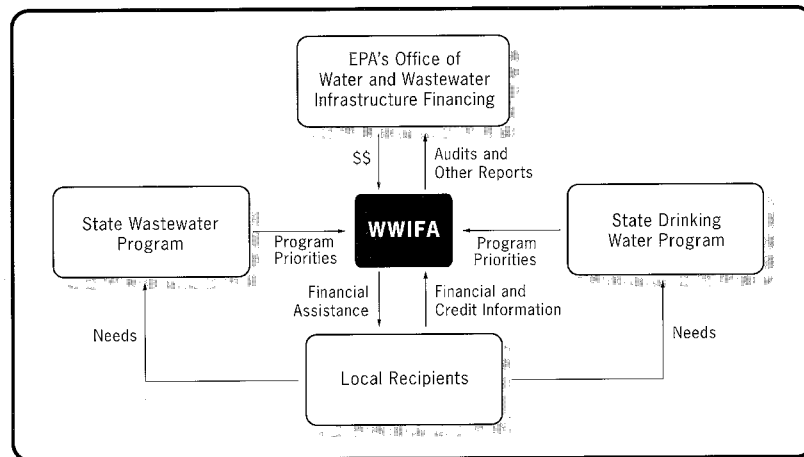 EPA's Office of
Water and Wastewater
Infrastructure Financing
$$
Audits and
Other Reports
State Wastewater
Program
Program
Priorities
WWIFA
Program
Priorities
State Drinking
Water Program
Financial
Assistance
Financial and
Credit Information
Needs
Local Recipients
Needs